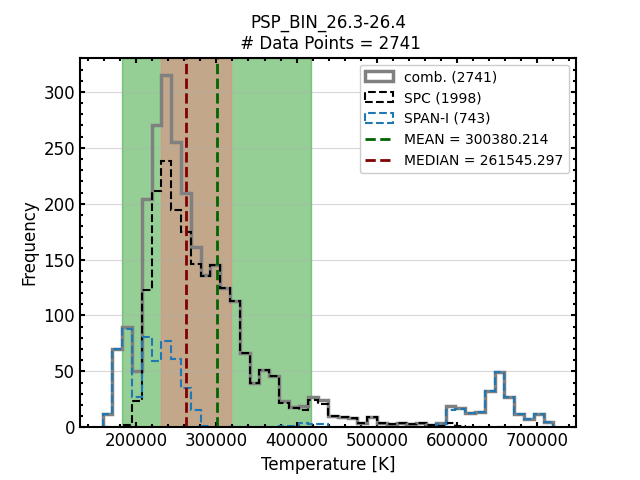 PSP_BIN_26.3-26.4
# Data Points = 2741
comb. (2741)
SPC (1998)
SPAN-I (743)
MEAN = 300380.214
MEDIAN = 261545.297
Frequency
300
250
200
150
100
50
0
200000 300000 400000 500000 600000 700000
Temperature [K]